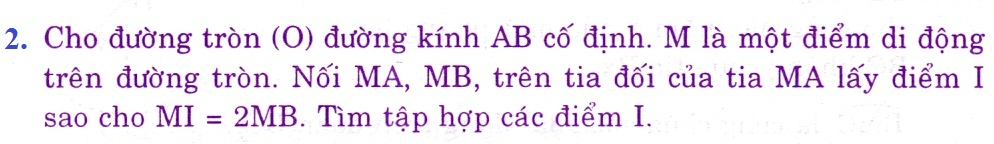 2. Cho đường tròn (O) đường kính AB cố định. M là một điểm di động
trên đường tròn. Nối MA, MB, trên tia đối của tia MA lấy điểm I
sao cho MI = 2MB. Tìm tập hợp các điểm I.